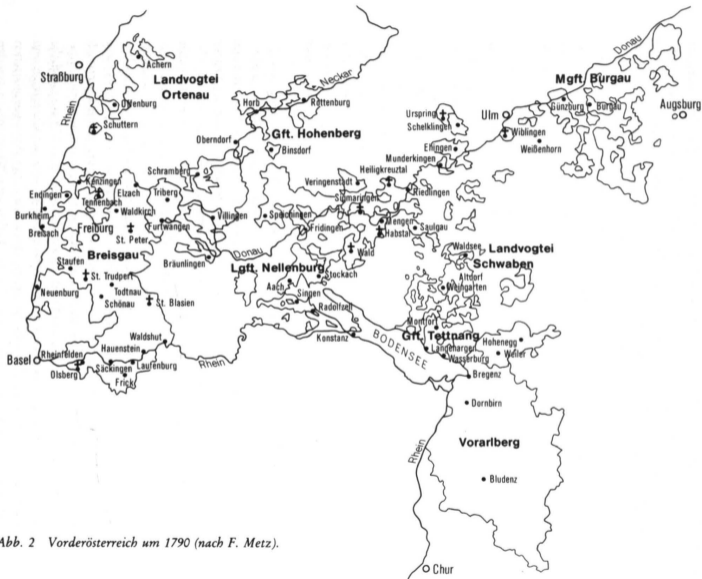 Donau
Straßburg
Achern
Landvogtei
Ortenau
Neckar
Mgft. Burgau
Rhein
Offenburg
Schuttern
Horb
Rottenburg
Gft. Hohenberg
Urspring
Schelklingen
Ulm
Günzburg
Burgau
Augsburg
Wiblingen
Weißenhorn
Oberndorf
Binsdorf
Ehingen
Munderkingen
Schramberg
Heiligkreuztal
Kenzingen
Veringenstadt
Sigmaringen
Riedlingen
Endingen
Tennenbach
Elzach
Triberg
Burkheim
Waldkirch
Villingen
Spaichingen
Mengen
Breisach
Freiburg
St. Peter
Furtwangen
Fridingen
Habstal
Saulgau
Breisgau
Donau
Wald
Waldsee
Landvogtei
Schwaben
Staufen
St. Trudpert
Bräunlingen
Lgft. Nellenburg
Stockach
Altdorf
Weingarten
Neuenburg
Todtnau
Schönau
St. Blasien
Aach
Singen
Radolfzell
Montfort
Gft. Tettnang
Hohenegg
Waldshut
Konstanz
BODENSEE
Langenargen
Wasserburg
Weiler
Basel
Rheinfelden
Hauenstein
Rhein
Olsberg
Säckingen
Laufenburg
Frick
Bregenz
Dornbirn
Rhein
Vorarlberg
Bludenz
Abb. 2 Vorderösterreich um 1790 (nach F. Metz).
Chur